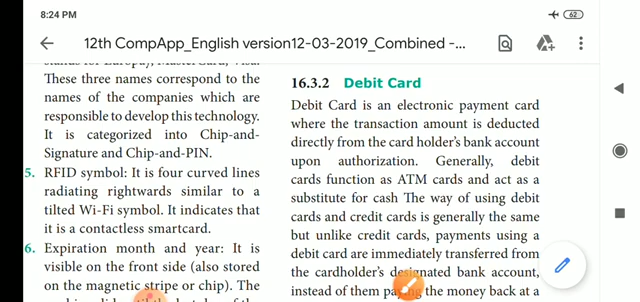 8:24 PM
62
12th CompApp_English version12-03-2019_Combined -...
stands for Europay, MasterCard, Visa.
These three names correspond to the
names of the companies which are
responsible to develop this technology.
It is categorized into Chip-and-
Signature and Chip-and-PIN.
5. RFID symbol: It is four curved lines
radiating rightwards similar to a
tilted Wi-Fi symbol. It indicates that
it is a contactless smartcard.
6. Expiration month and year: It is
visible on the front side (also stored
on the magnetic stripe or chip). The
16.3.2 Debit Card
Debit Card is an electronic payment card
where the transaction amount is deducted
directly from the card holder's bank account
upon authorization. Generally, debit
cards function as ATM cards and act as a
substitute for cash The way of using debit
cards and credit cards is generally the same
but unlike credit cards, payments using a
debit card are immediately transferred from
the cardholder's designated bank account,
instead of them paying the money back at a